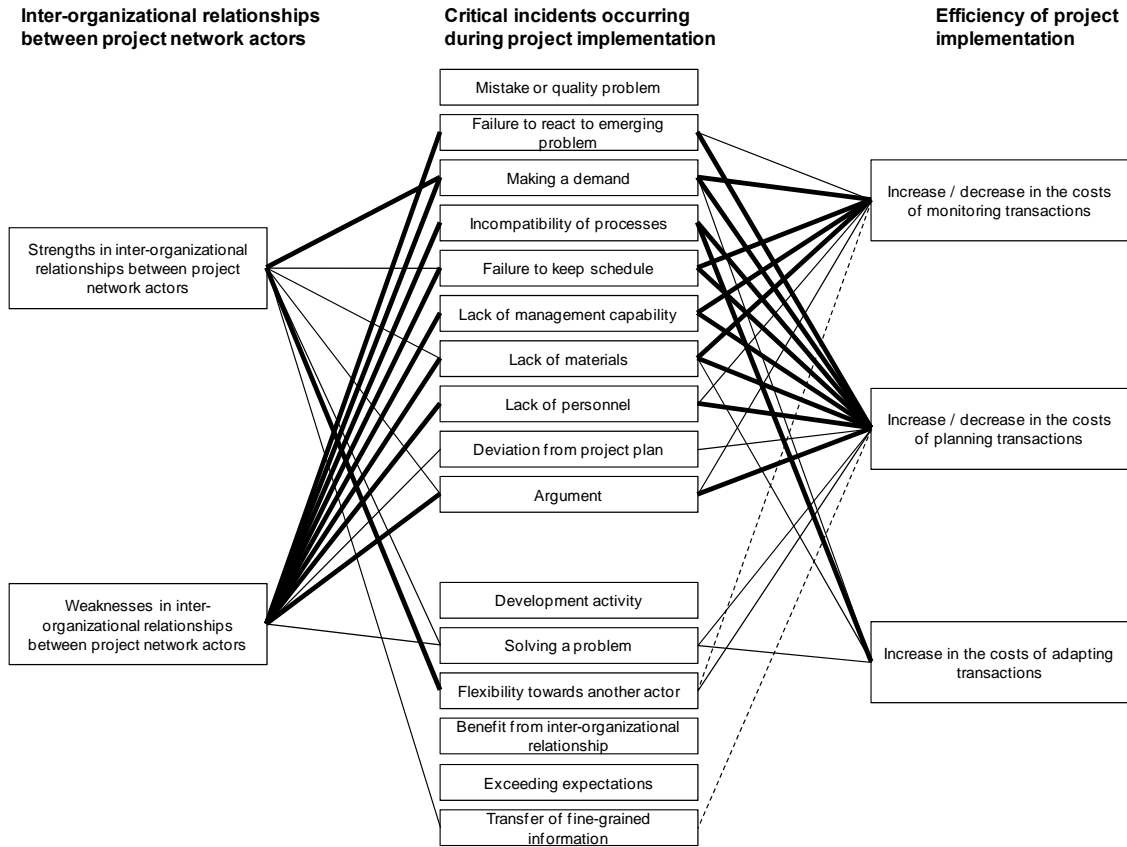 Inter-organizational relationships
between project network actors
Critical incidents occurring
during project implementation
Efficiency of project
implementation
Mistake or quality problem
Failure to react to emerging
problem
Making a demand
Incompatibility of processes
Failure to keep schedule
Lack of management capability
Lack of materials
Lack of personnel
Deviation from project plan
Argument
Development activity
Solving a problem
Flexibility towards another actor
Benefit from inter-organizational
relationship
Exceeding expectations
Transfer of fine-grained
information
Strengths in inter-organizational
relationships between project
network actors
Weaknesses in inter-
organizational relationships
between project network actors
Increase / decrease in the costs
of monitoring transactions
Increase / decrease in the costs
of planning transactions
Increase in the costs of adapting
transactions